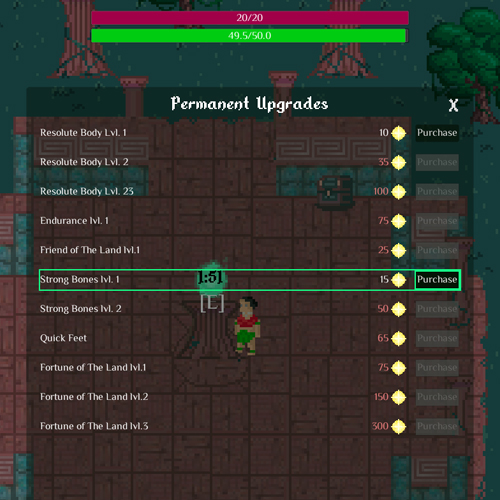 20/20
49.5/50.0
Permanent Upgrades X
Resolute Body Lvl. 1 10 Purchase
Resolute Body Lvl. 2 35 Purchase
Resolute Body Lvl. 23 100 Purchase
Endurance lvl. 1 75 Purchase
Friend of The Land lvl.1 25 Purchase
Strong Bones lvl. 1 15 Purchase
Strong Bones lvl. 2 50 Purchase
Quick Feet 65 Purchase
Fortune of The Land lvl.1 75 Purchase
Fortune of The Land lvl.2 150 Purchase
Fortune of The Land lvl.3 300 Purchase
[E]